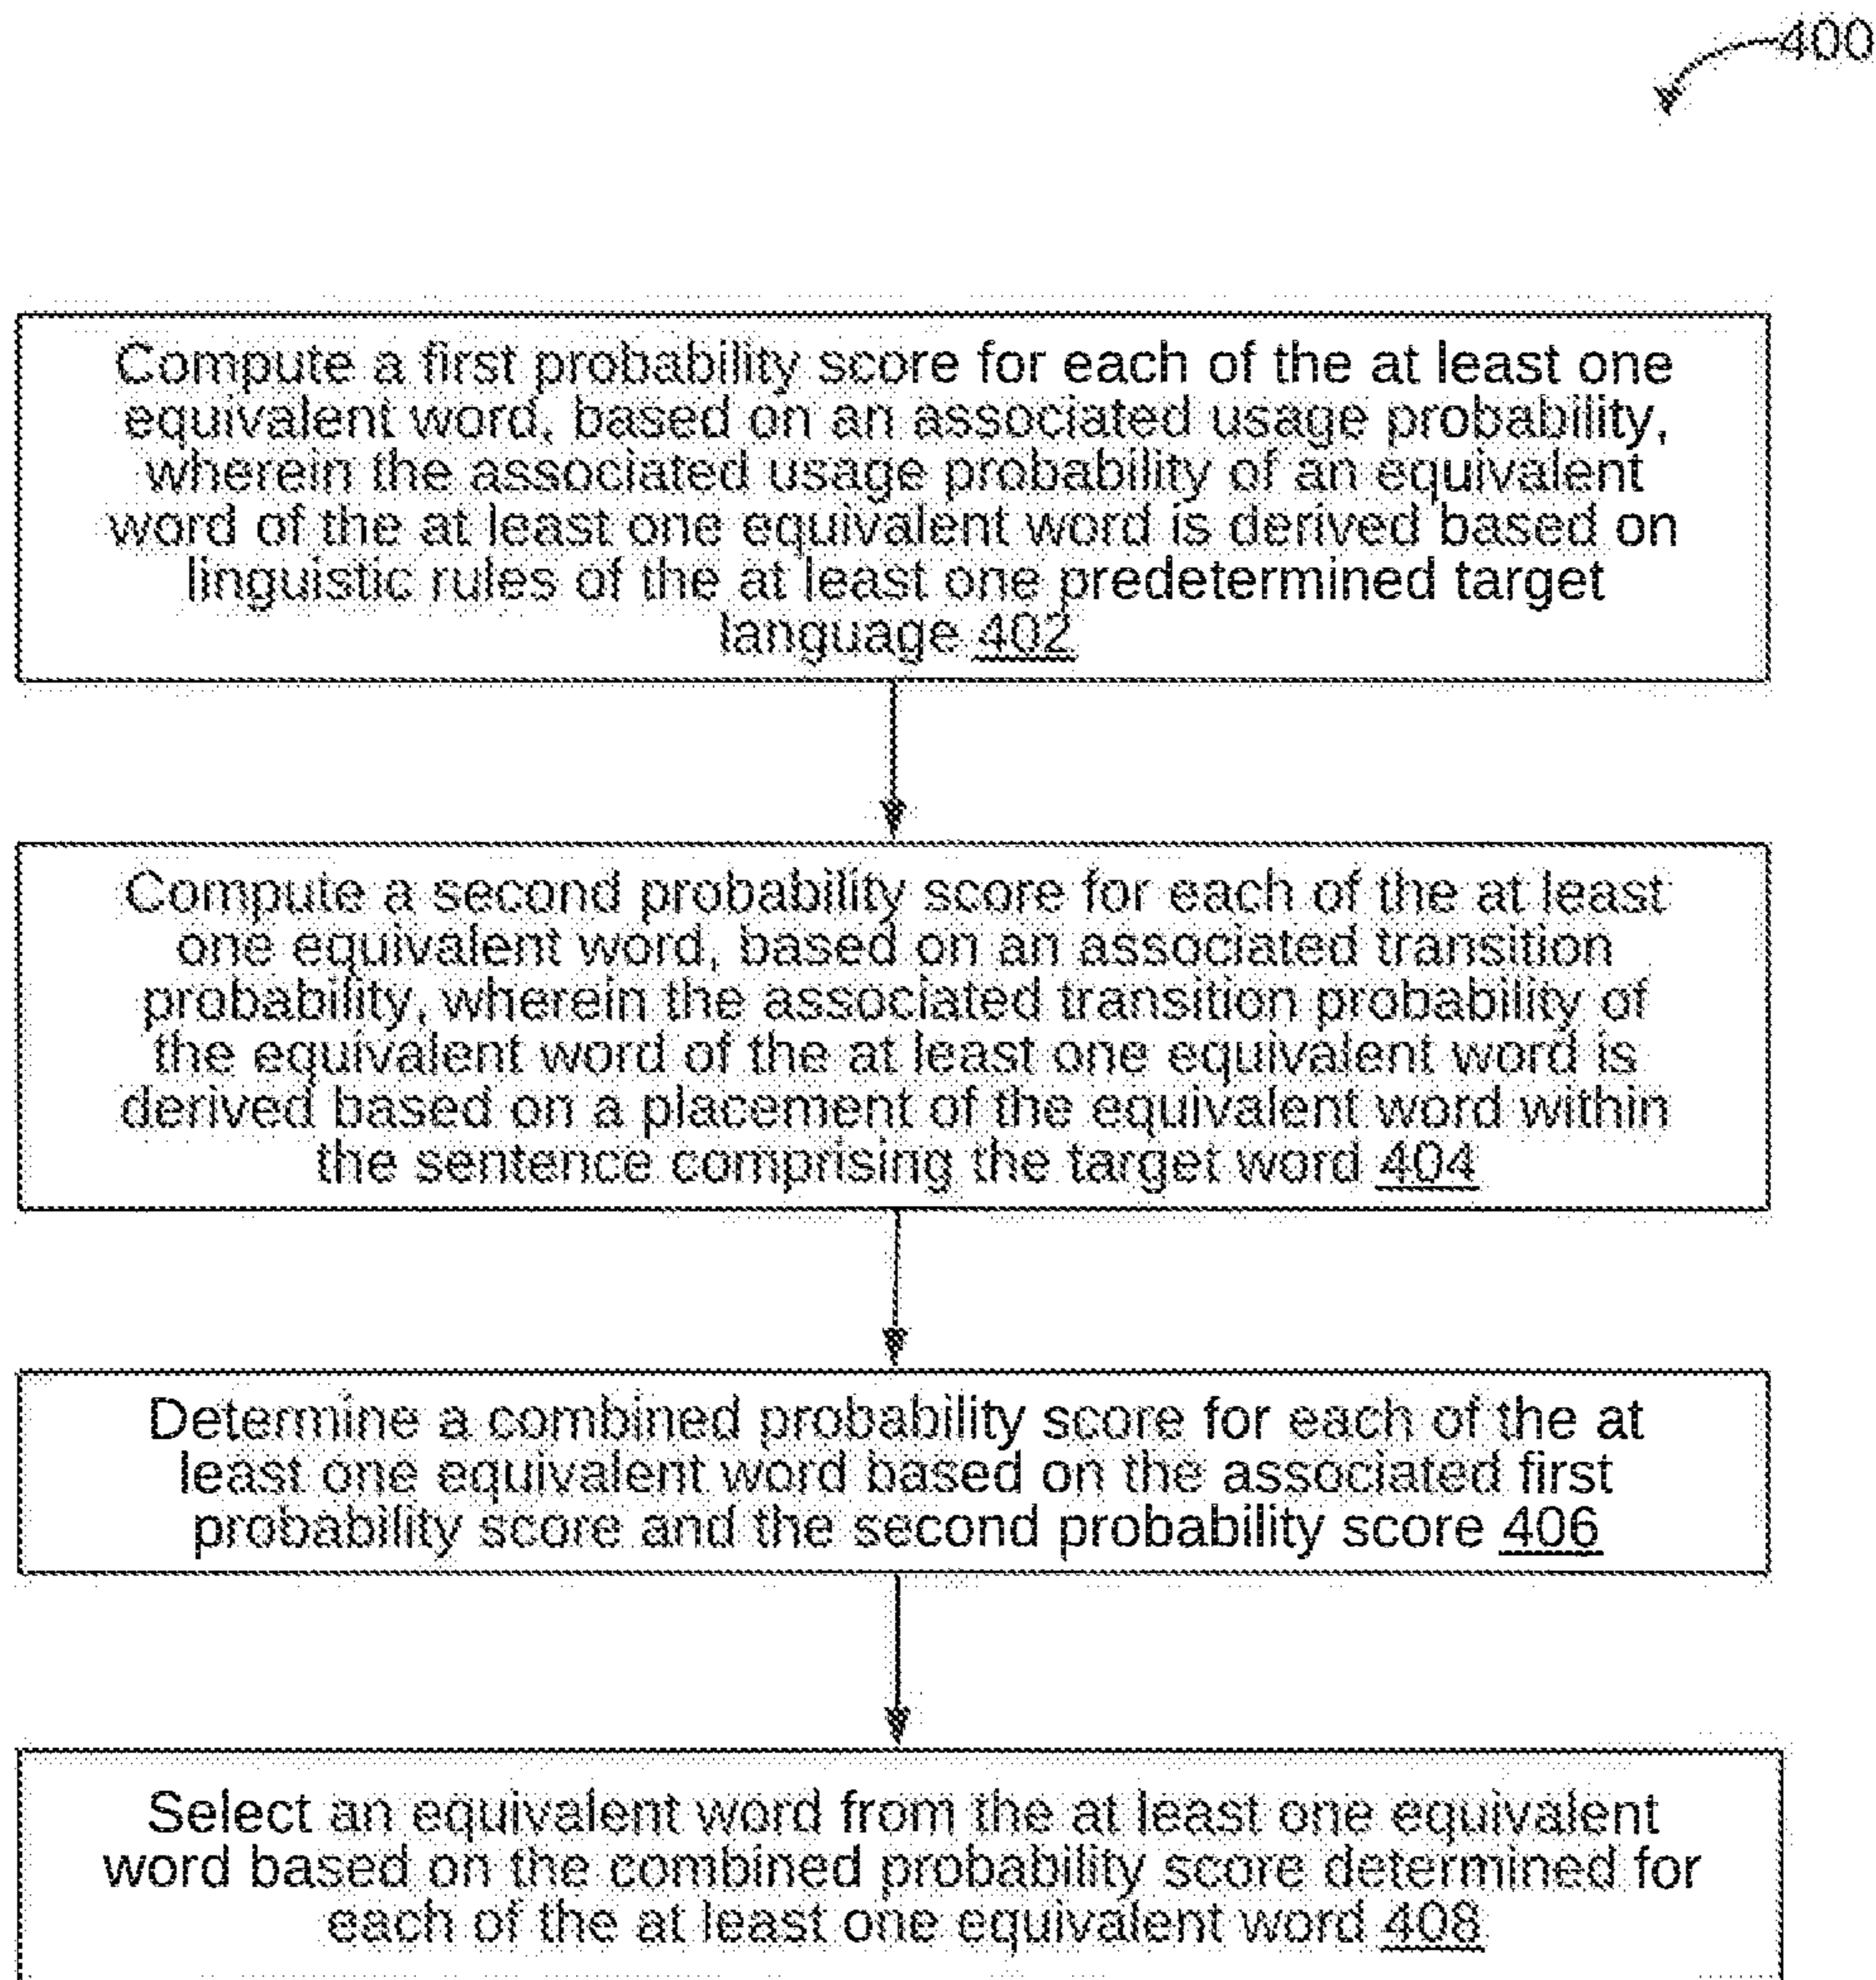 400
Compute a first probability score for each of the at least one
equivalent word, based on an associated usage probability,
wherein the associated usage probability of an equivalent
word of the at least one equivalent word is derived based on
linguistic rules of the at least one predetermined target
language 402
Compute a second probability score for each of the at least
one equivalent word, based on an associated transition
probability, wherein the associated transition probability of
the equivalent word of the at least one equivalent word is
derived based on a placement of the equivalent word within
the sentence comprising the target word 404
Determine a combined probability score for each of the at
least one equivalent word based on the associated first
probability score and the second probability score 406
Select an equivalent word from the at least one equivalent
word based on the combined probability score determined for
each of the at least one equivalent word 408